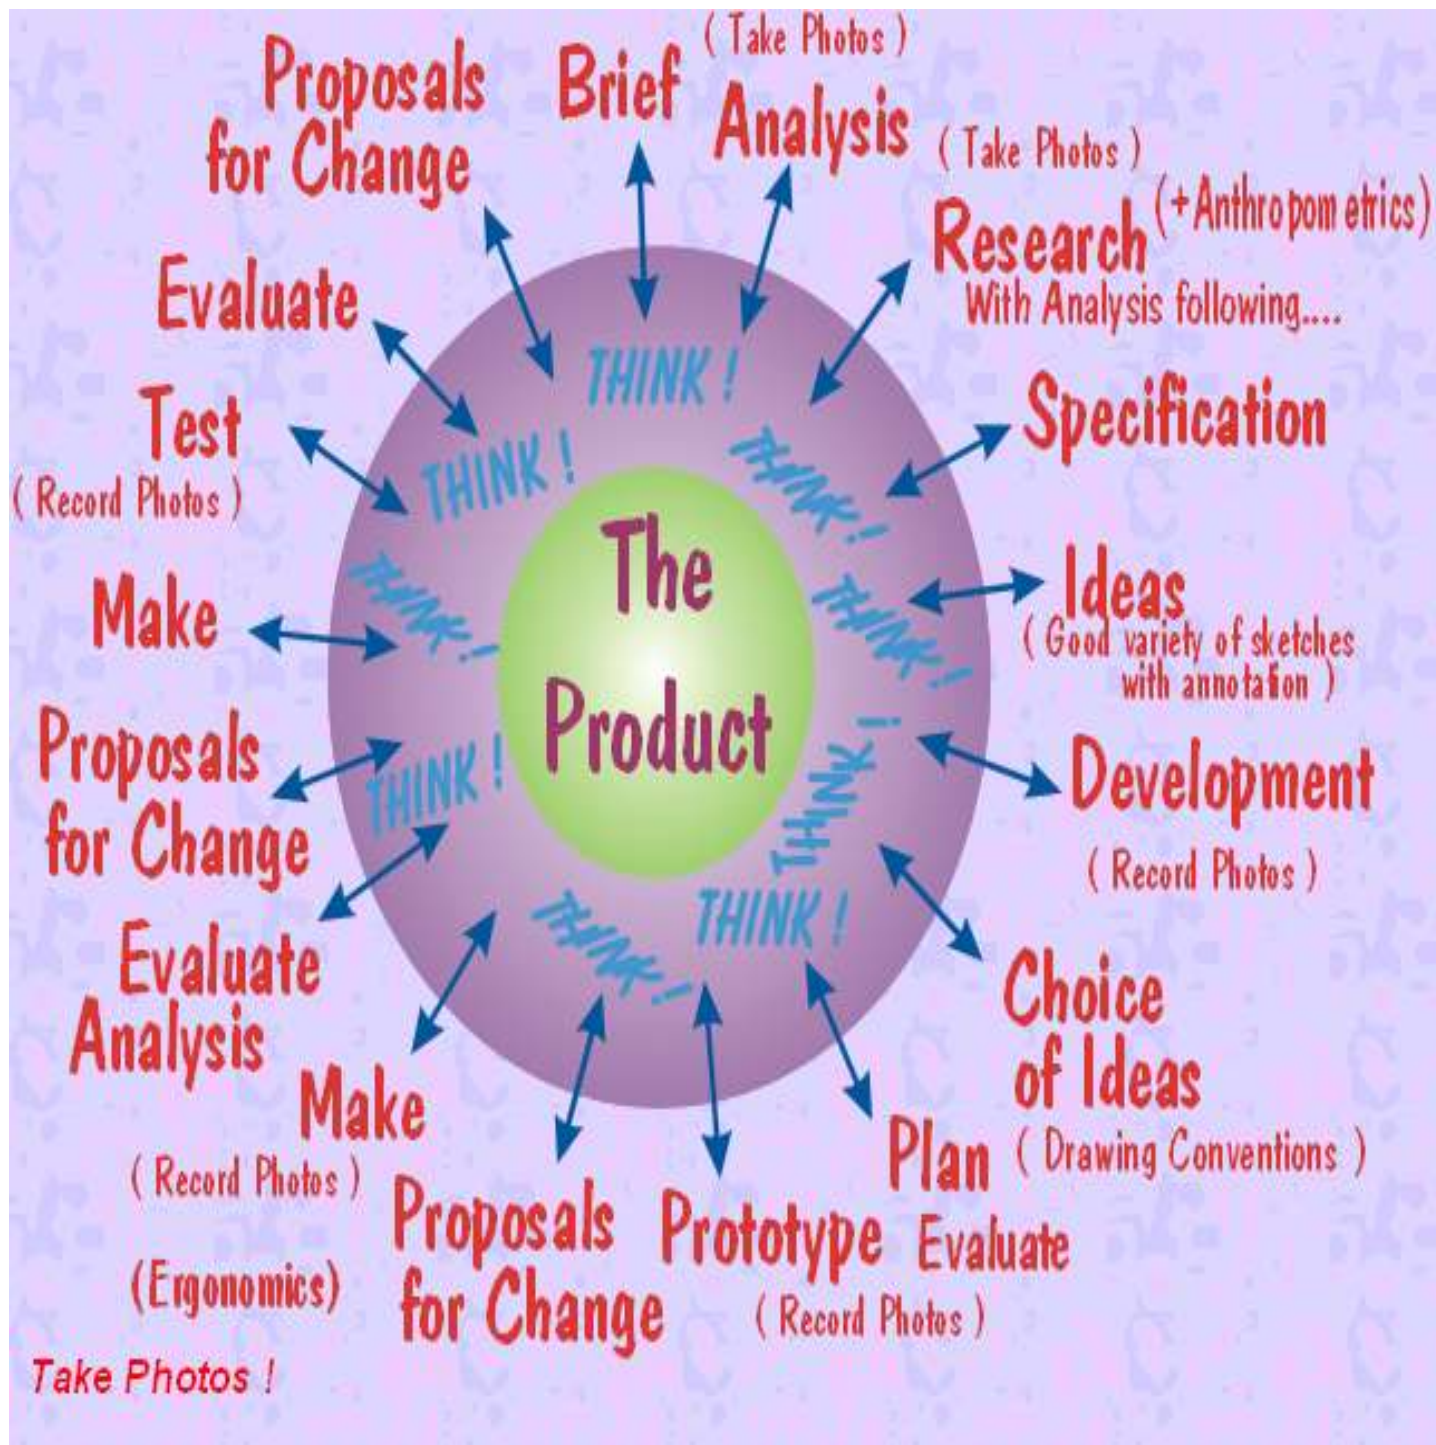 ( Take Photos )
Brief
Analysis
( Take Photos )
Research (+Anthropometrics)
With Analysis following....
Specification
Ideas
( Good variety of sketches
with annotation )
Development
( Record Photos )
Choice
of Ideas
Plan ( Drawing Conventions )
Evaluate
Prototype
( Record Photos )
Proposals
for Change
Make
( Record Photos )
(Ergonomics)
Evaluate
Analysis
Proposals
for Change
Make
Test
( Record Photos )
Evaluate
Proposals
for Change
THINK !
THINK !
THINK !
THINK !
THINK !
THINK !
THINK !
THINK !
THINK !
The
Product
Take Photos !